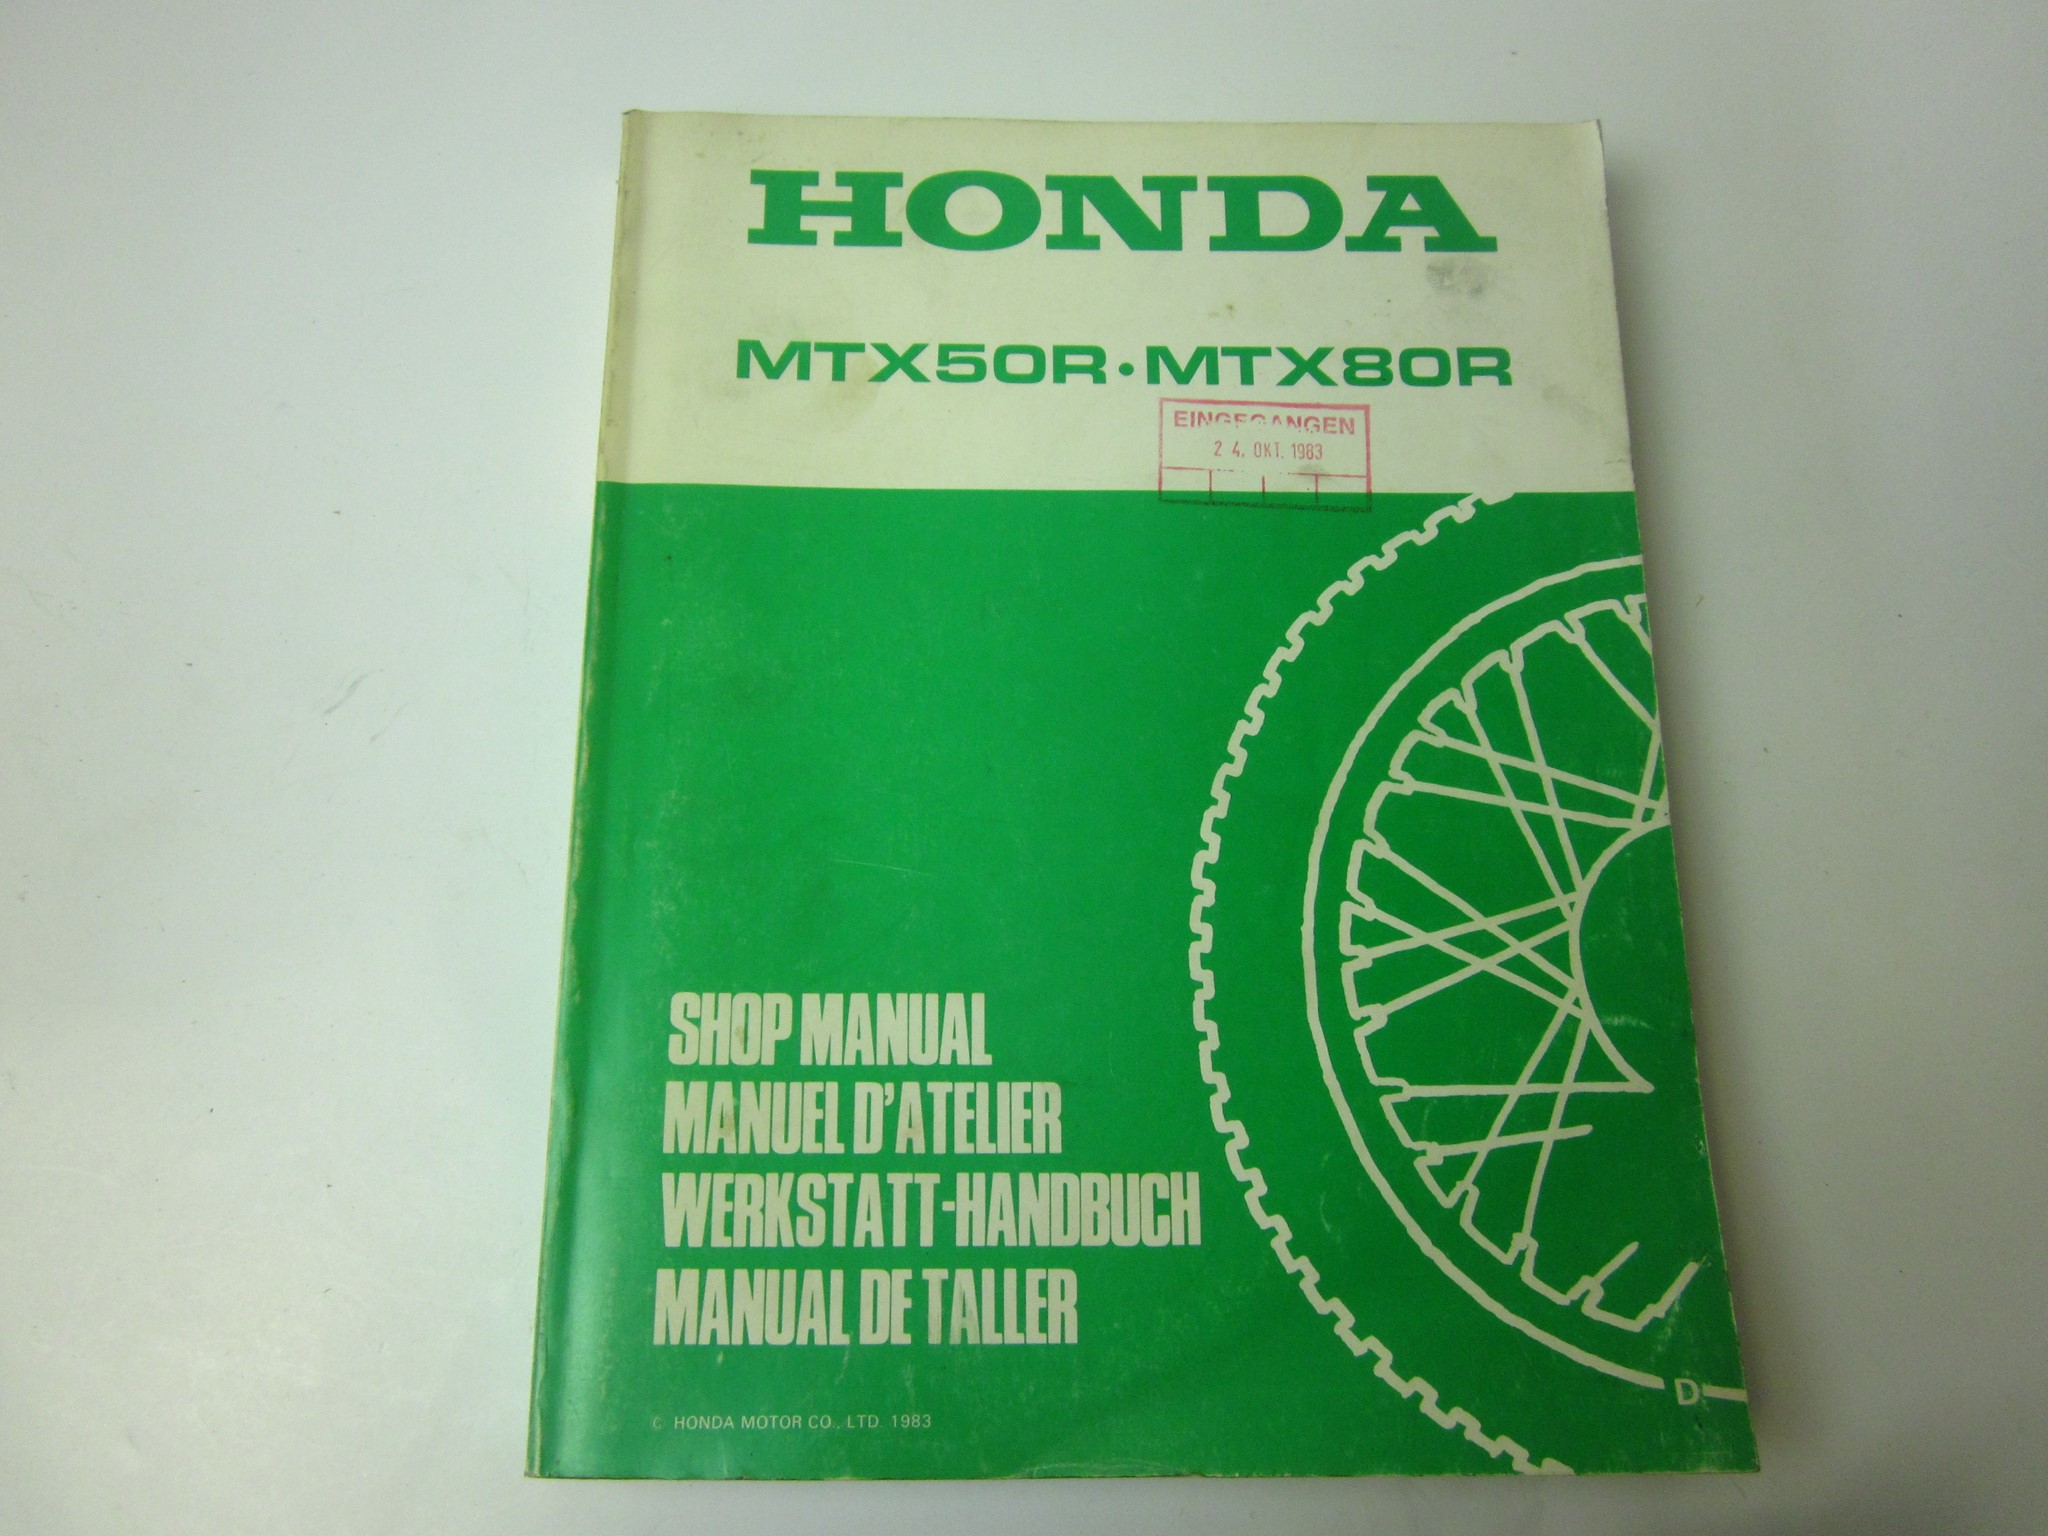 HONDA
MTX50R·MTX80R
EINGEGANGEN
24. OKT. 1983
SHOP MANUAL
MANUEL D'ATELIER
WERKSTATT-HANDBUCH
MANUAL DE TALLER
D
© HONDA MOTOR CO., LTD. 1983